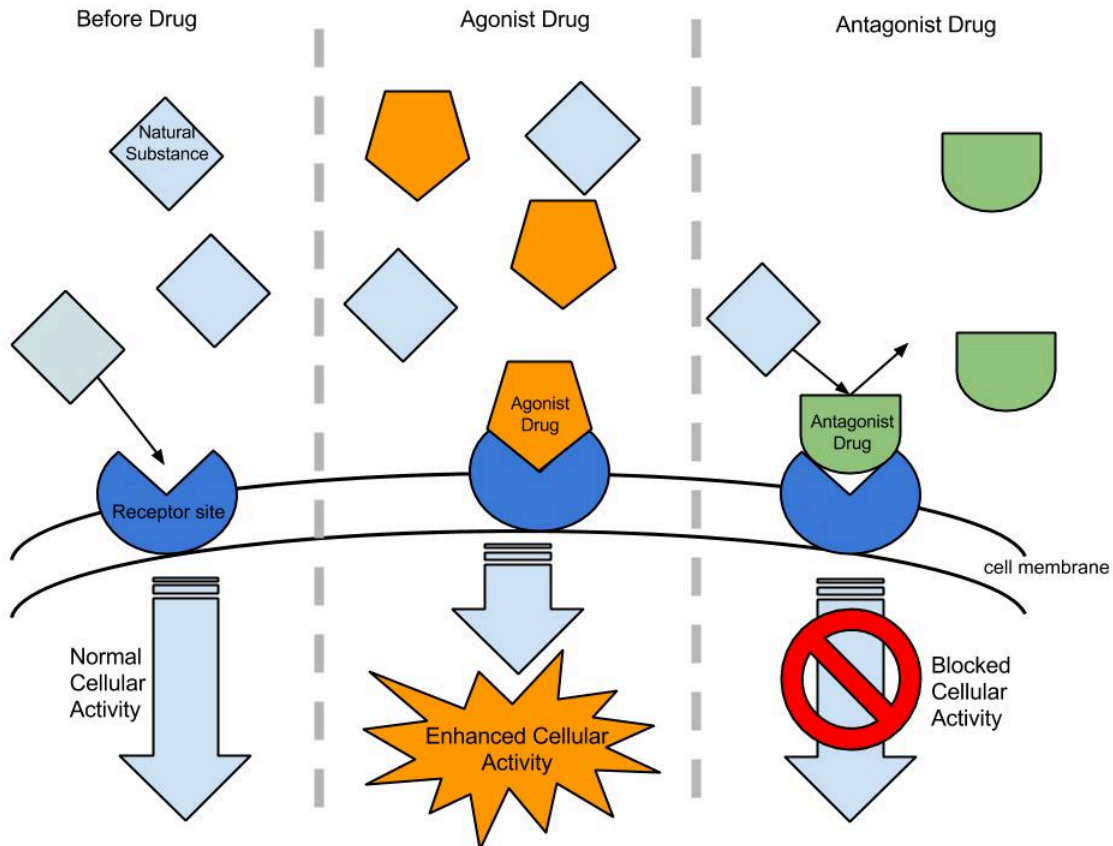 Before Drug
Agonist Drug
Antagonist Drug
Natural
Substance
Agonist
Drug
Antagonist
Drug
Receptor site
cell membrane
Normal
Cellular
Activity
Enhanced Cellular
Activity
Blocked
Cellular
Activity